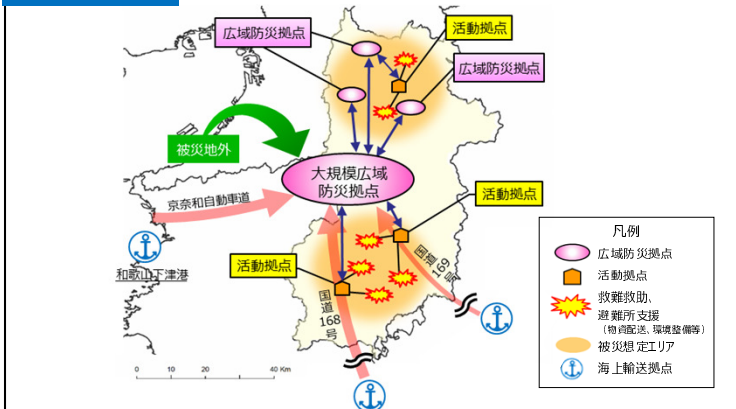 広域防災拠点
活動拠点
広域防災拠点
被災地外
大規模広域
防災拠点
京奈和自動車道
活動拠点
和歌山下津港
活動拠点
国道
168
号
国道
169
号
0 10 20 40 Km
凡例
広域防災拠点
活動拠点
救難救助、
避難所支援
(物資配送、環境整備等)
被災想定エリア
海上輸送拠点